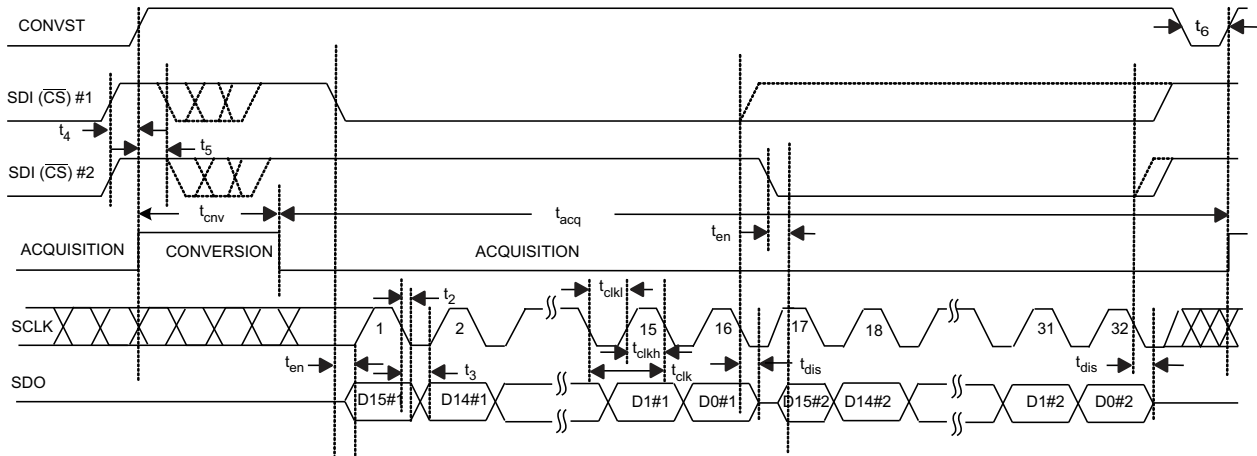 CONVST
t6
SDI (CS) #1
t4
t5
SDI (CS) #2
tcnv
tacq
ten
ACQUISITION
CONVERSION
ACQUISITION
t2
tclkl
SCLK
1
2
15
16
17
18
31
32
tclkh
ten
t3
tclk
tdis
tdis
SDO
D15#1
D14#1
D1#1
D0#1
D15#2
D14#2
D1#2
D0#2